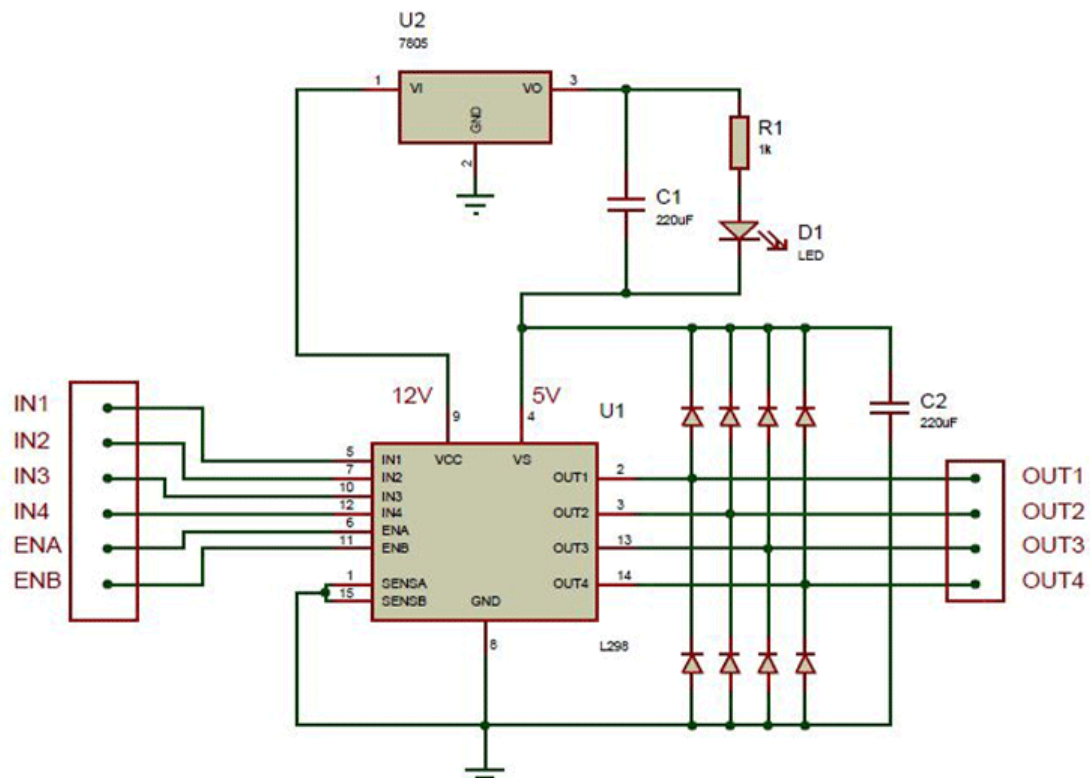 U2
7805
1
VI
VO
3
GND
2
R1
1k
C1
220uF
D1
LED
12V
5V
9
4
U1
C2
220uF
IN1
IN2
IN3
IN4
ENA
ENB
5
7
10
12
6
11
1
15
IN1
IN2
IN3
IN4
ENA
ENB
SENSA
SENSB
VCC
VS
GND
OUT1
OUT2
OUT3
OUT4
2
3
13
14
8
L298
OUT1
OUT2
OUT3
OUT4